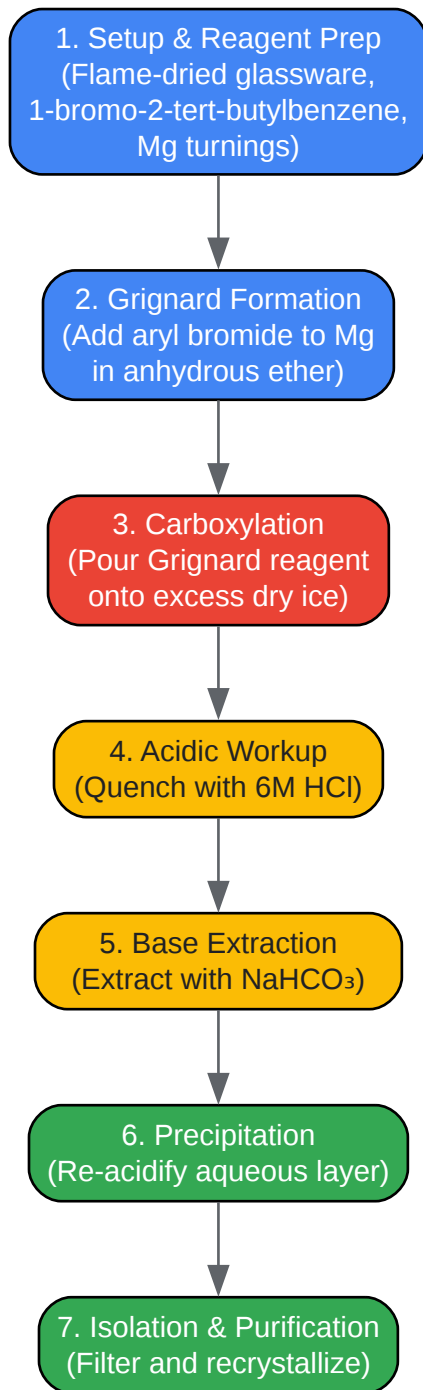 1. Setup & Reagent Prep
(Flame-dried glassware,
1-bromo-2-tert-butylbenzene,
Mg turnings)
2. Grignard Formation
(Add aryl bromide to Mg
in anhydrous ether)
3. Carboxylation
(Pour Grignard reagent
onto excess dry ice)
4. Acidic Workup
(Quench with 6M HCl)
5. Base Extraction
(Extract with NaHCO₃)
6. Precipitation
(Re-acidify aqueous layer)
7. Isolation & Purification
(Filter and recrystallize)